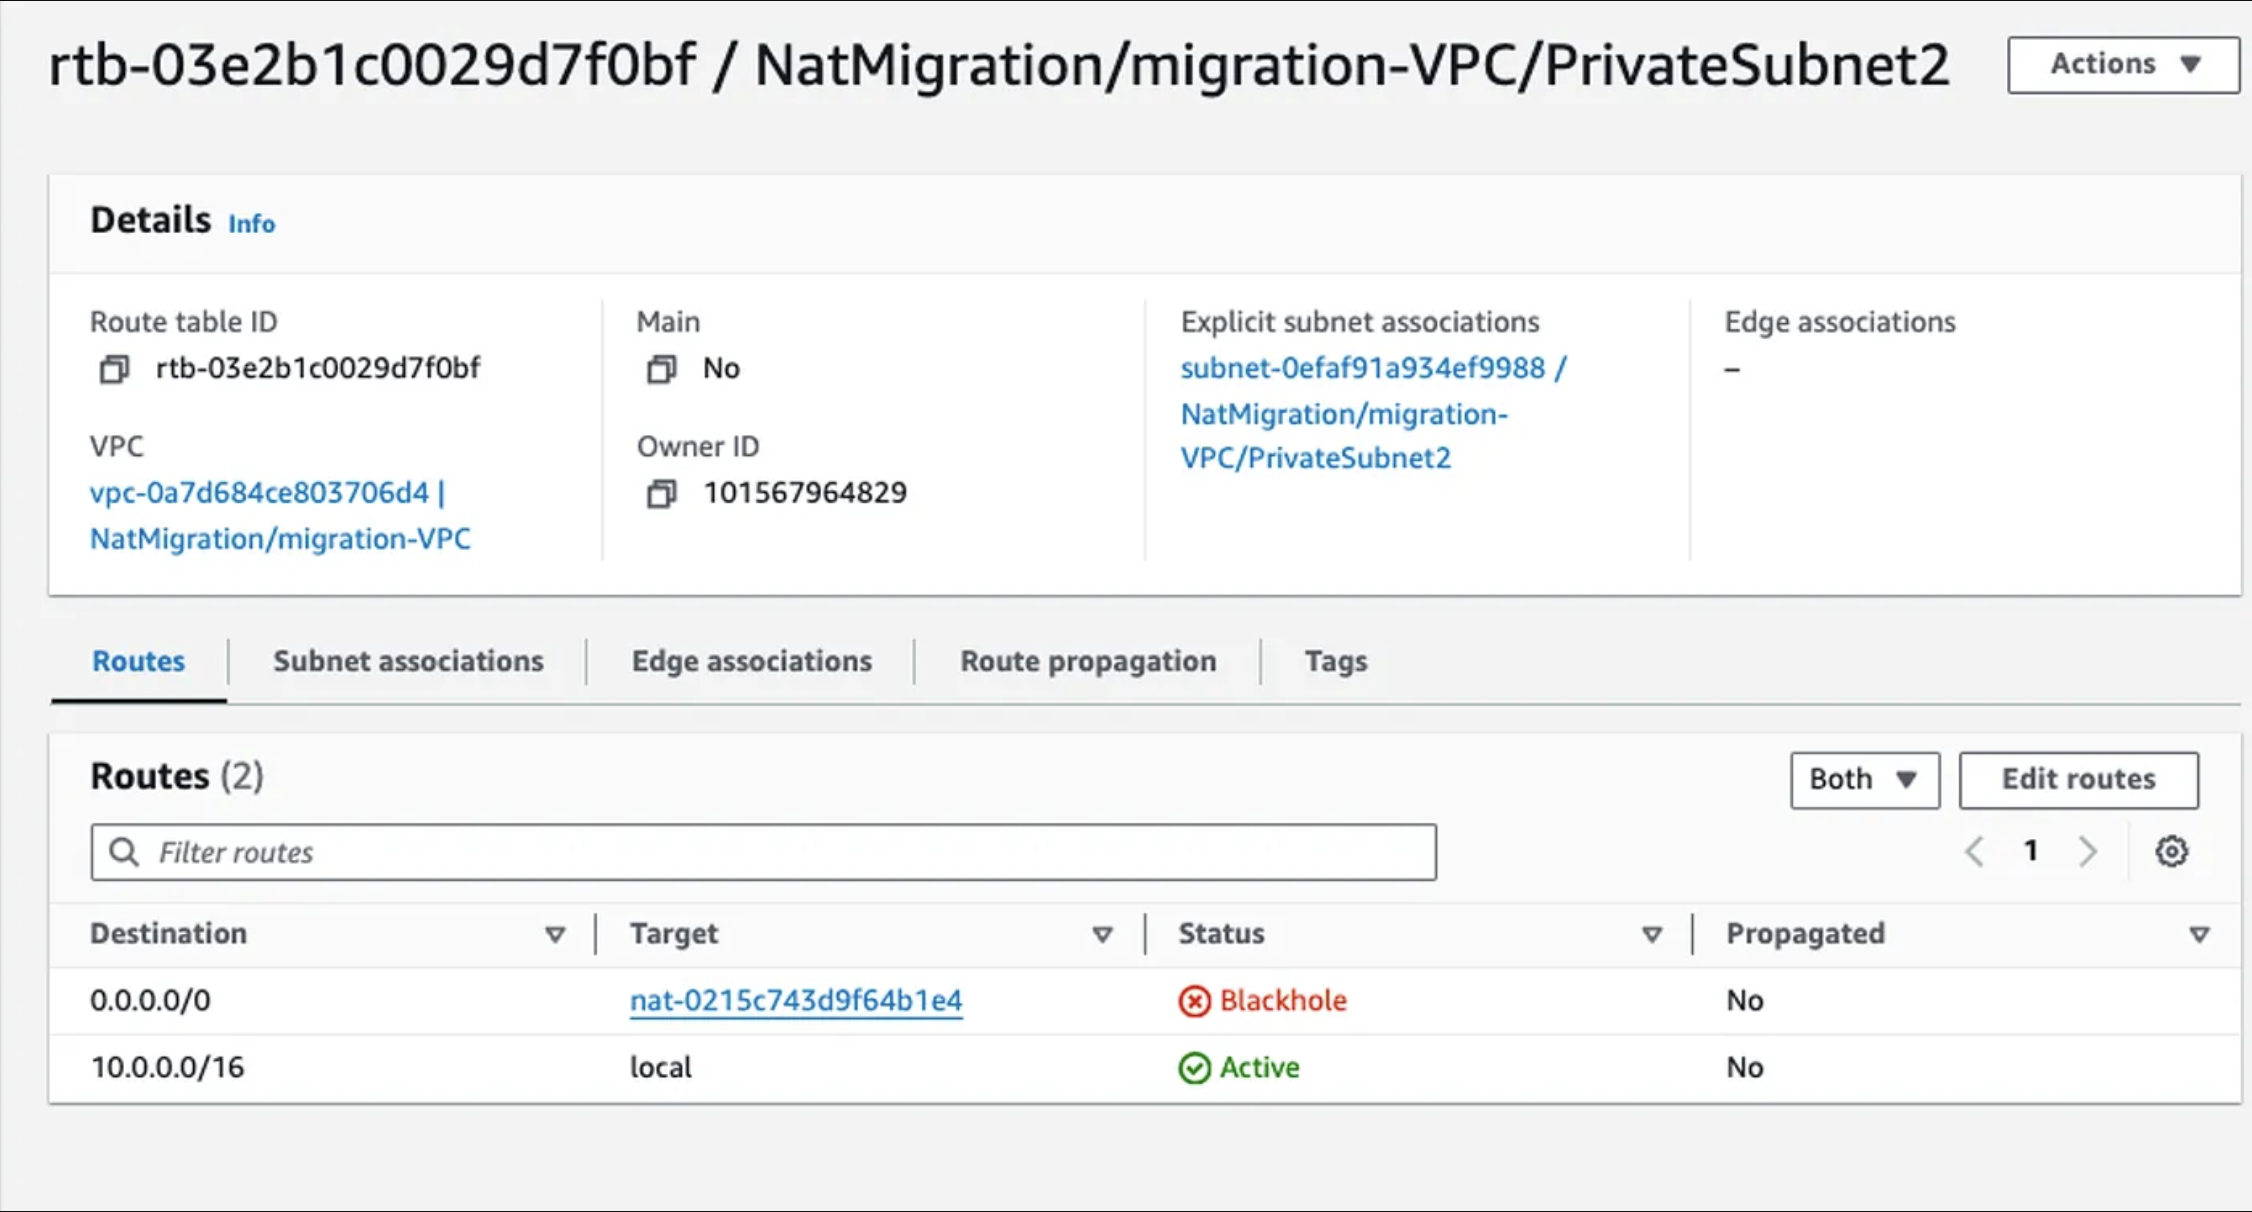 rtb-03e2b1c0029d7f0bf / NatMigration/migration-VPC/PrivateSubnet2
Actions
Details Info
Route table ID
rtb-03e2b1c0029d7f0bf
VPC
vpc-0a7d684ce803706d4 |
NatMigration/migration-VPC
Main
No
Owner ID
101567964829
Explicit subnet associations
subnet-0efaf91a934ef9988 /
NatMigration/migration-
VPC/PrivateSubnet2
Edge associations
–
Routes Subnet associations Edge associations Route propagation Tags
Routes (2)
Both Edit routes
Filter routes
1
Destination Target Status Propagated
0.0.0.0/0 nat-0215c743d9f64b1e4 Blackhole No
10.0.0.0/16 local Active No